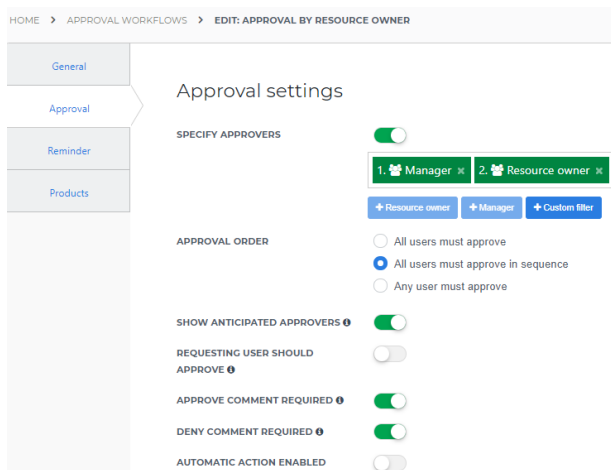 HOME > APPROVAL WORKFLOWS > EDIT: APPROVAL BY RESOURCE OWNER
General
Approval
Reminder
Products
Approval settings
SPECIFY APPROVERS
1. Manager × 2. Resource owner ×
+ Resource owner + Manager + Custom filter
APPROVAL ORDER
All users must approve
All users must approve in sequence
Any user must approve
SHOW ANTICIPATED APPROVERS
REQUESTING USER SHOULD
APPROVE
APPROVE COMMENT REQUIRED
DENY COMMENT REQUIRED
AUTOMATIC ACTION ENABLED